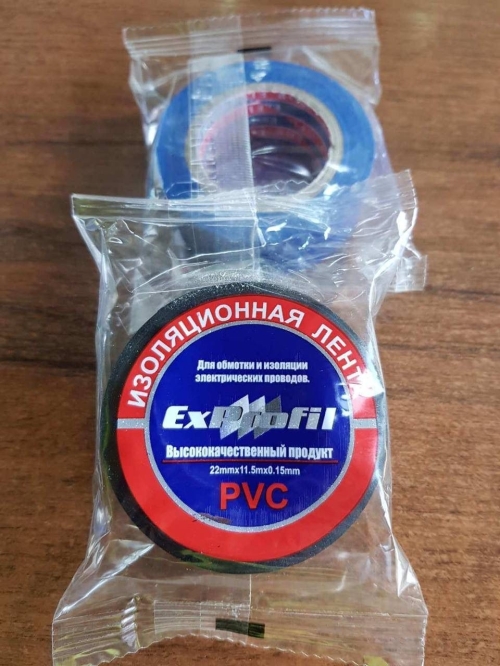 ИЗОЛЯЦИОННАЯ ЛЕНТА
Для обмотки и изоляции
электрических проводов.
ExProfil
Высококачественный продукт
22mmx11.5mx0.15mm
PVC